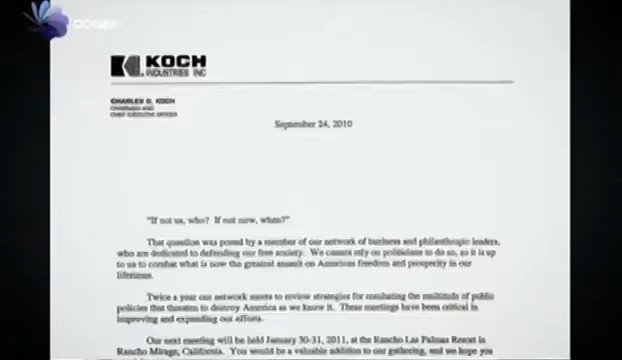 KOCH
INDUSTRIES INC
CHARLES G. KOCH
CHAIRMAN AND
CHIEF EXECUTIVE OFFICER
September 24, 2010
"If not us, who? If not now, when?"
That question was posed by a member of our network of business and philanthropic leaders,
who are dedicated to defending our free society. We cannot rely on politicians to do so, so it is up
to us to combat what is now the greatest assault on American freedom and prosperity in our
lifetimes.
Twice a year our network meets to review strategies for combating the multitude of public
policies that threaten to destroy America as we know it. These meetings have been critical in
improving and expanding our efforts.
Our next meeting will be held January 30-31, 2011, at the Rancho Las Palmas Resort in
Rancho Mirage, California. You would be a valuable addition to our gathering, and we hope you